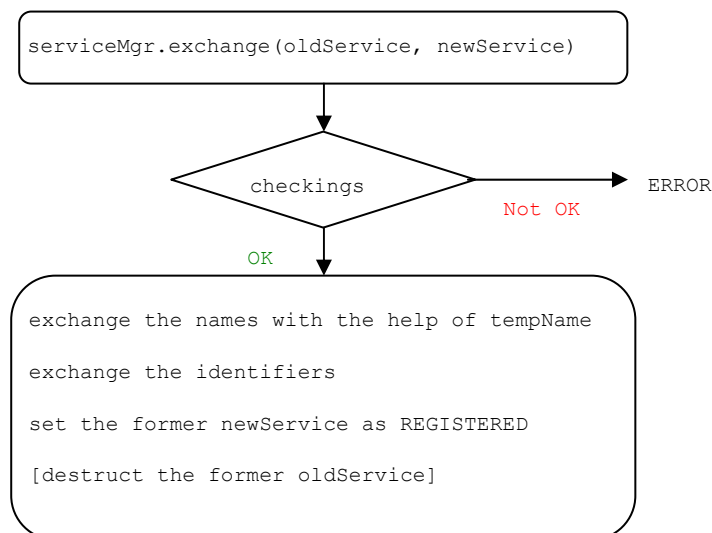 serviceMgr.exchange(oldService, newService)
checkings
ERROR
Not OK
OK
exchange the names with the help of tempName
exchange the identifiers
set the former newService as REGISTERED
[destruct the former oldService]